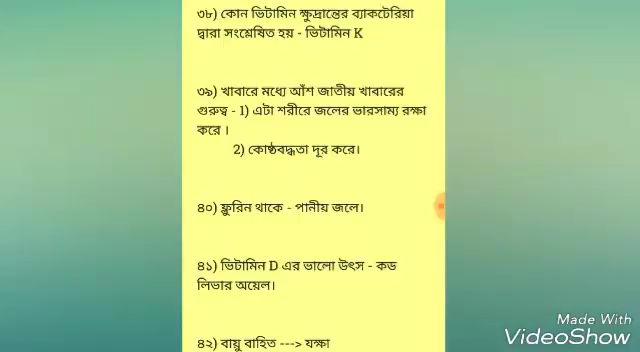 ৩৮) কোন ভিটামিন ক্ষুদ্রান্তের ব্যাকটেরিয়া
দ্বারা সংশ্লেষিত হয় - ভিটামিন K
৩৯) খাবারে মধ্যে আঁশ জাতীয় খাবারের
গুরুত্ব - 1) এটা শরীরে জলের ভারসাম্য রক্ষা
করে ।
2) কোষ্ঠবদ্ধতা দূর করে।
৪০) ফ্লুরিন থাকে - পানীয় জলে।
৪১) ভিটামিন D এর ভালো উৎস - কড
লিভার অয়েল।
৪২) বায়ু বাহিত ---> যক্ষা
Made With
VideoShow